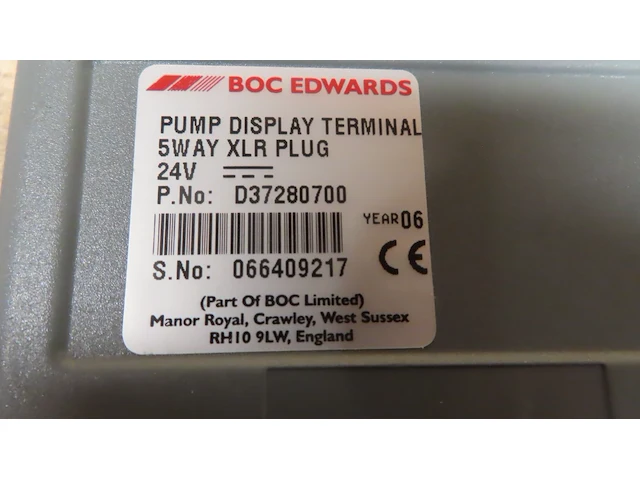 BOC EDWARDS
PUMP DISPLAY TERMINAL
5WAY XLR PLUG
24V
P.No: D37280700
YEAR 06
S.No: 066409217
CE
(Part Of BOC Limited)
Manor Royal, Crawley, West Sussex
RH10 9LW, England